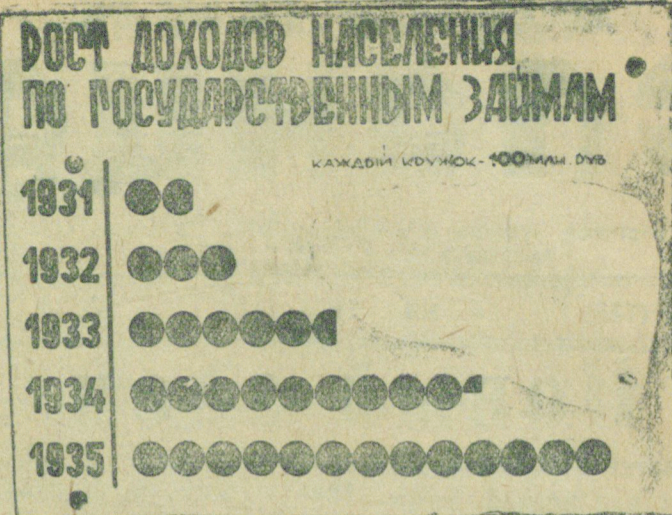 РОСТ ДОХОДОВ НАСЕЛЕНИЯ
ПО ГОСУДАРСТВЕННЫМ ЗАЙМАМ
КАЖДЫЙ КРУЖОК - 100 МЛН. РУБ
1931
1932
1933
1934
1935